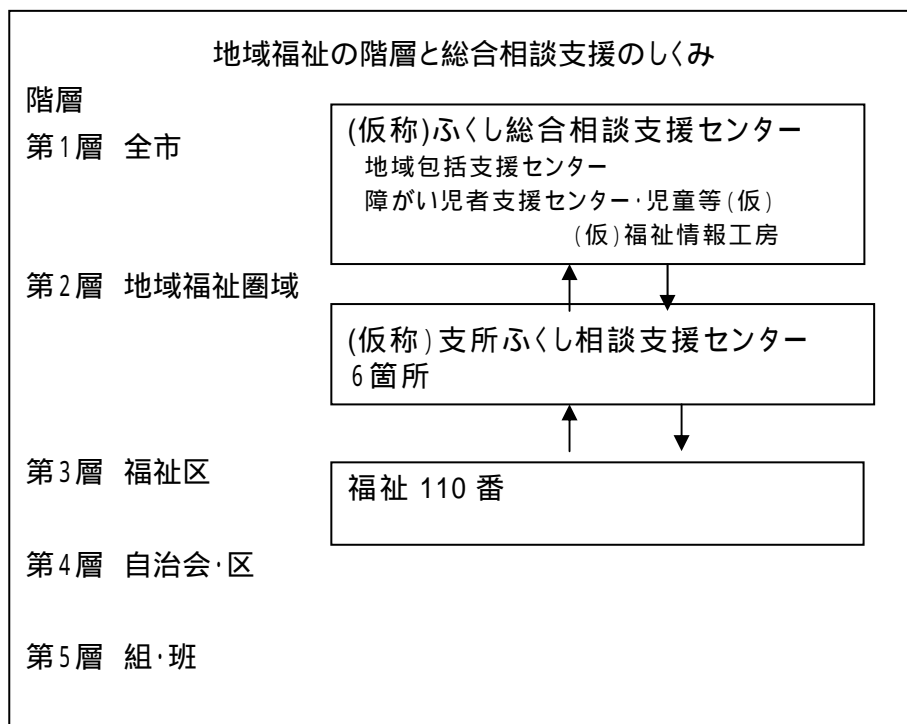 地域福祉の階層と総合相談支援のしくみ
階層
第1層 全市
(仮称)ふくし総合相談支援センター
地域包括支援センター
障がい児者支援センター・児童等(仮)
(仮)福祉情報工房
第2層 地域福祉圏域
(仮称)支所ふくし相談支援センター
6箇所
第3層 福祉区
福祉 110 番
第4層 自治会・区
第5層 組・班